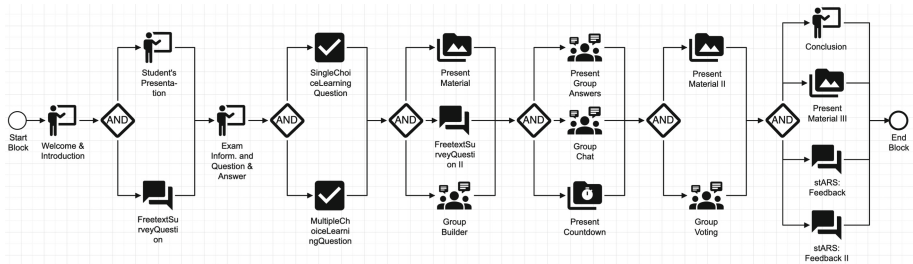 Start
Block
Welcome &
Introduction
AND
Student's
Presenta-
tion
FreetextSu
rveyQuesti
on
Exam
Inform. and
Question &
Answer
AND
SingleChoi
ceLearning
Question
MultipleCh
oiceLearni
ngQuestion
AND
Present
Material
FreetextSu
rveyQuesti
on II
Group
Builder
AND
Present
Group
Answers
Group
Chat
Present
Countdown
AND
Present
Material II
Group
Voting
AND
Conclusion
Present
Material III
stARS:
Feedback
stARS:
Feedback II
End
Block